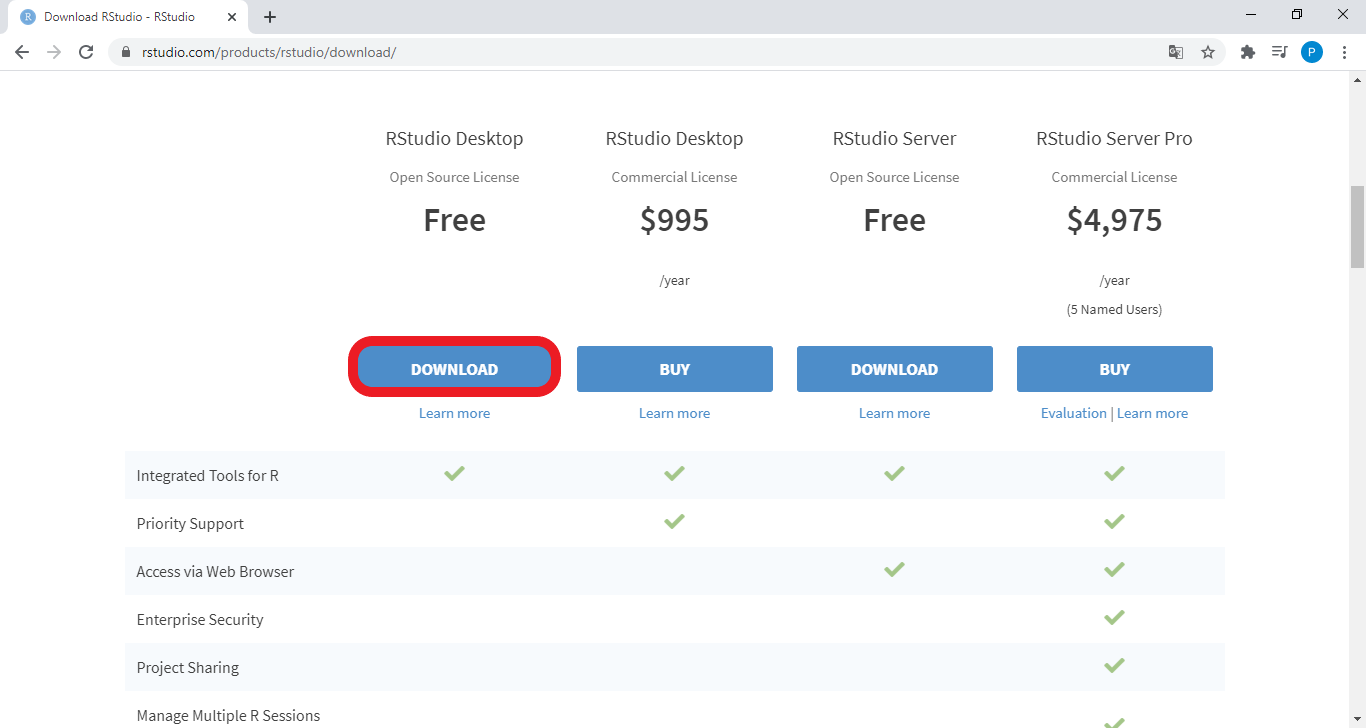 Download RStudio - RStudio
rstudio.com/products/rstudio/download/
P
RStudio Desktop RStudio Desktop RStudio Server RStudio Server Pro
Open Source License Commercial License Open Source License Commercial License
Free $995 Free $4,975
/year /year
(5 Named Users)
DOWNLOAD BUY DOWNLOAD BUY
Learn more Learn more Learn more Evaluation | Learn more
Integrated Tools for R
Priority Support
Access via Web Browser
Enterprise Security
Project Sharing
Manage Multiple R Sessions